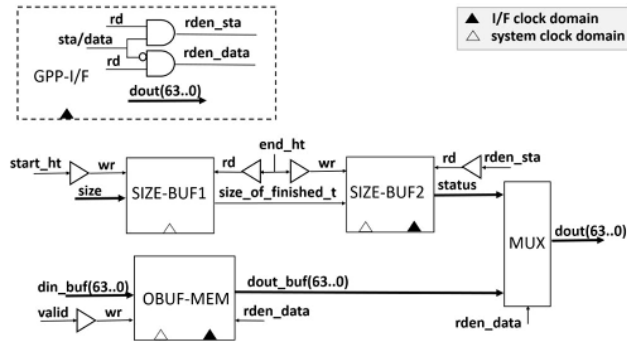 rd
rden_sta
sta/data
rden_data
rd
GPP-I/F
dout(63..0)
I/F clock domain
system clock domain
end_ht
start_ht
wr
rd
wr
rd
rden_sta
size
SIZE-BUF1
size_of_finished_t
SIZE-BUF2
status
MUX
dout(63..0)
din_buf(63..0)
OBUF-MEM
dout_buf(63..0)
valid
wr
rden_data
rden_data